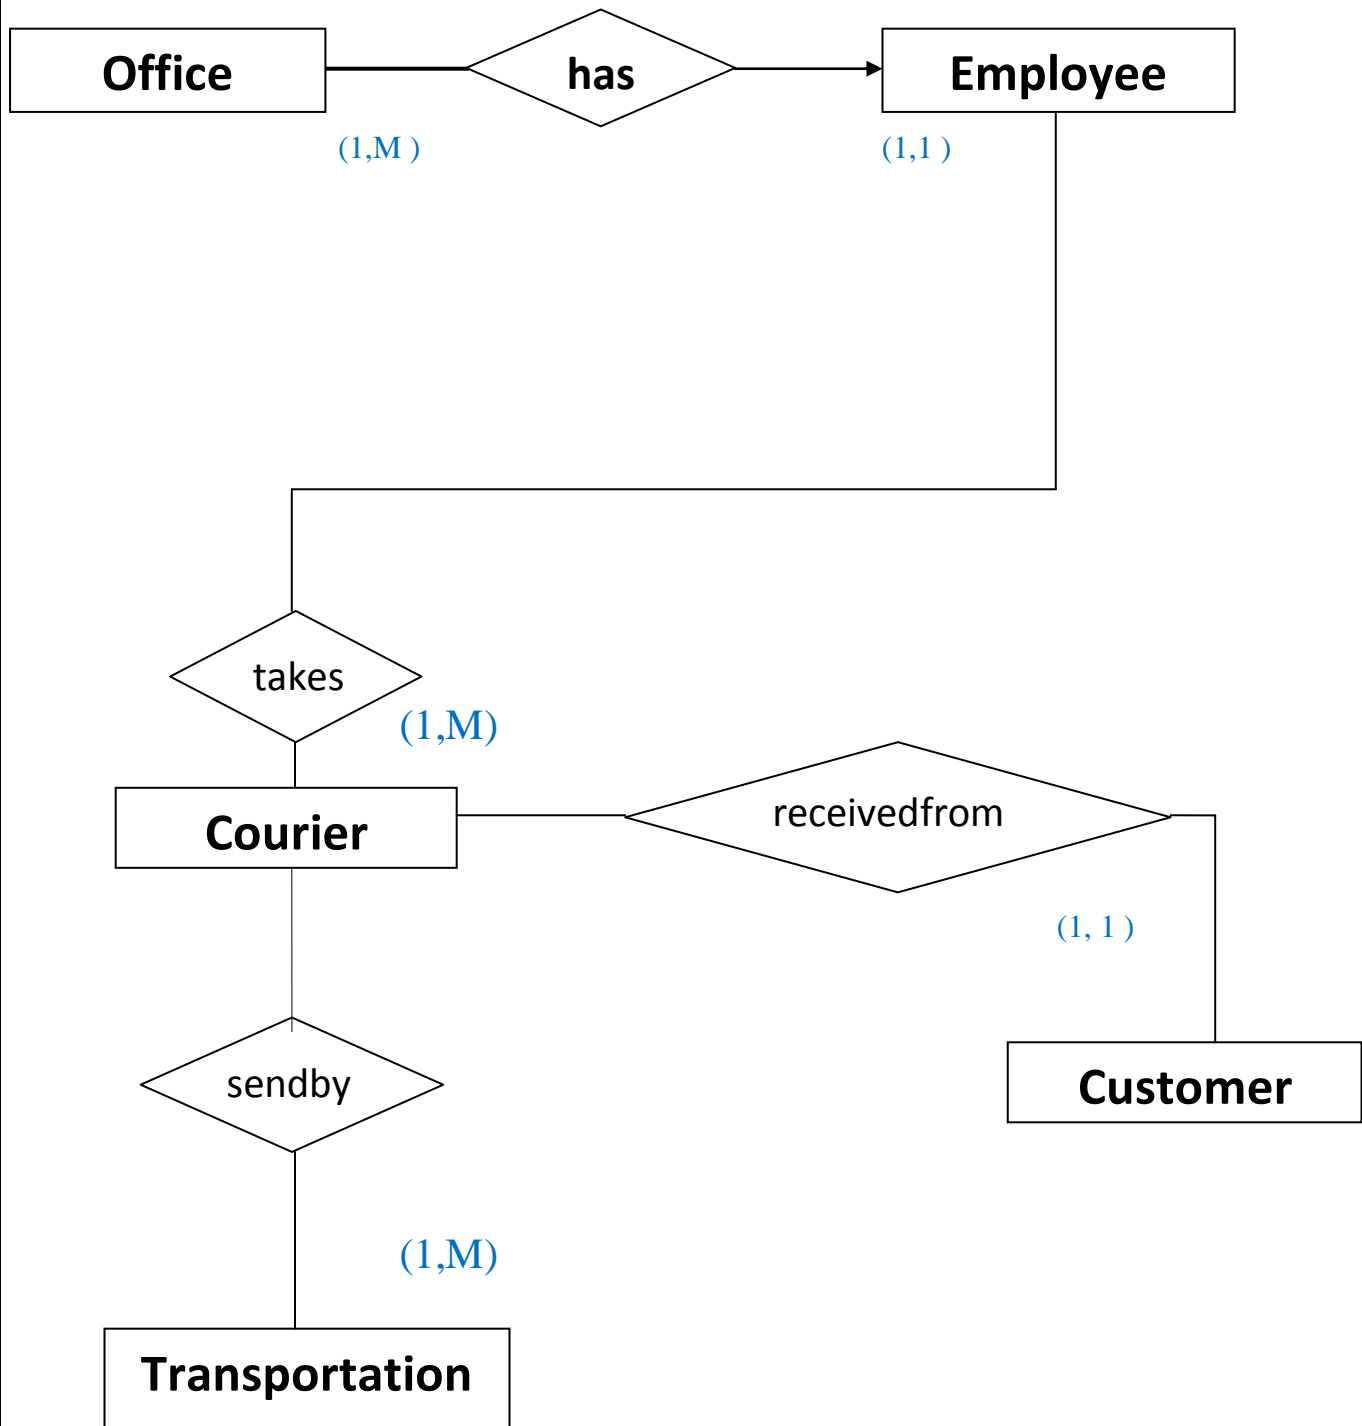 Office
has
Employee
(1,M )
(1,1 )
takes
(1,M)
receivedfrom
Courier
(1, 1 )
sendby
Customer
(1,M)
Transportation